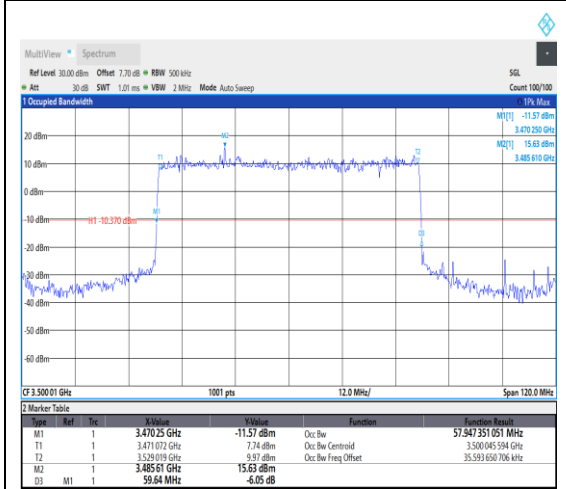 MultiView Spectrum
Ref Level 30.00 dBm Offset 7.70 dB RBW 500 kHz SGL
Att 30 dB SWT 1.01 ms VBW 2 MHz Mode Auto Sweep Count 100/100
1 Occupied Bandwidth 1Pk Max
M1[1] -11.57 dBm
3.470 250 GHz
M2[1] 15.63 dBm
3.485 610 GHz
20 dBm
M2
T1
T2
10 dBm
0 dBm
M1
-10 dBm
H1 -10.370 dBm
D3
-20 dBm
-30 dBm
-40 dBm
-50 dBm
-60 dBm
CF 3.500 01 GHz 1001 pts 12.0 MHz/ Span 120.0 MHz
2 Marker Table
Type Ref Trc X-Value Y-Value Function Function Result
M1 1 3.47025 GHz -11.57 dBm Occ Bw 57.947 351 051 MHz
T1 1 3.471 072 GHz 7.74 dBm Occ Bw Centroid 3.500 045 594 GHz
T2 1 3.529 019 GHz 9.97 dBm Occ Bw Freq Offset 35.593 650 706 kHz
M2 1 3.485 61 GHz 15.63 dBm
D3 M1 1 59.64 MHz -6.05 dB